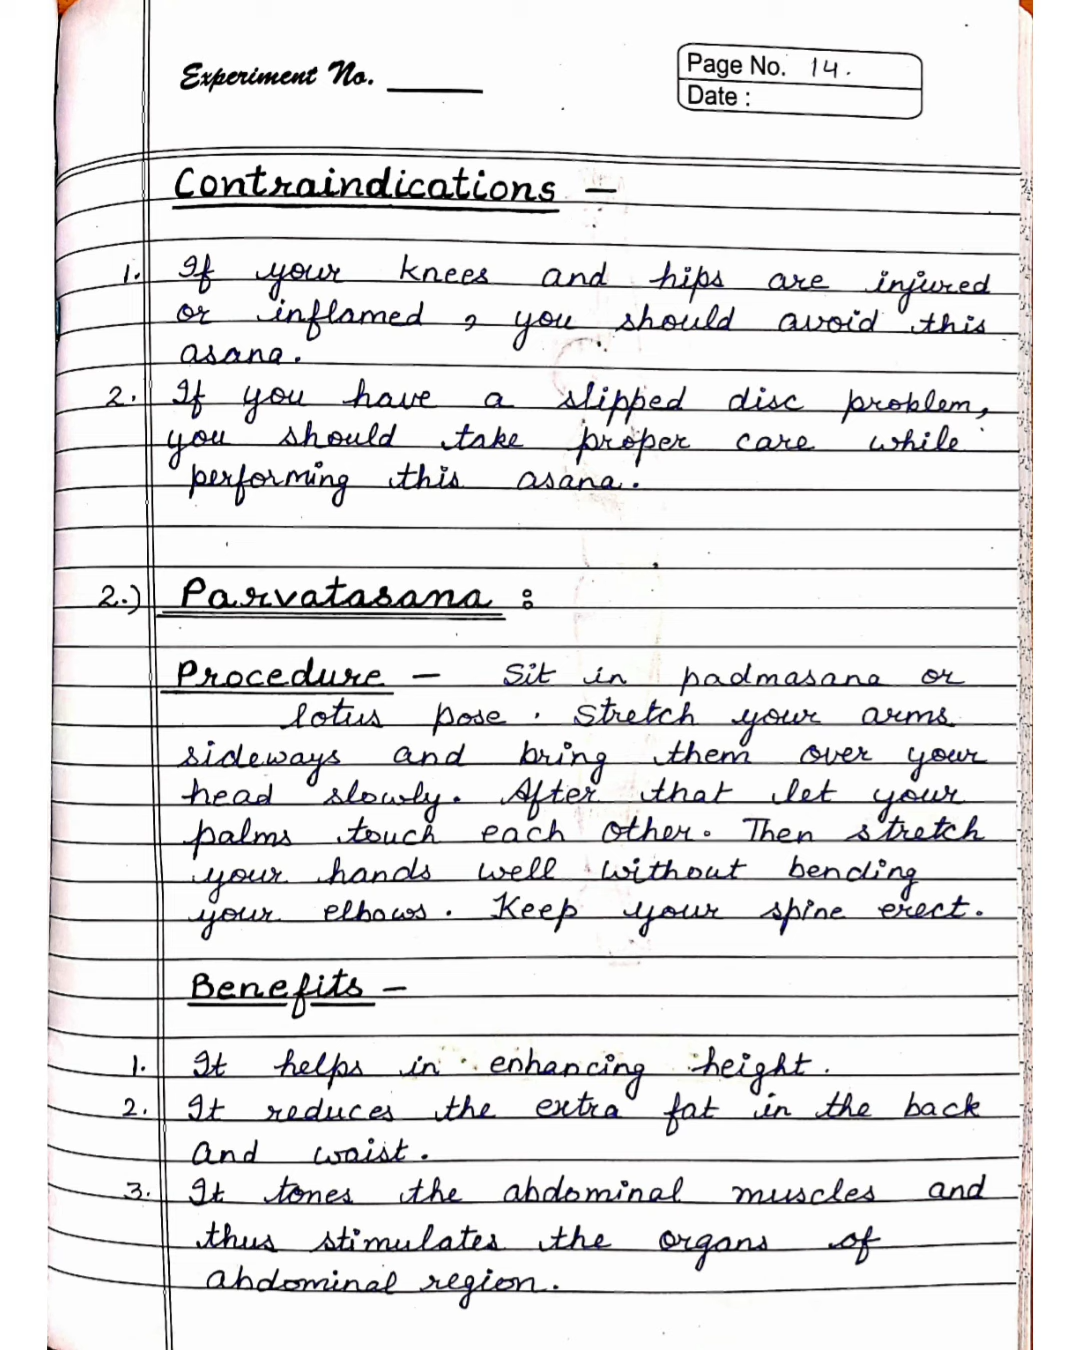 Experiment No. ______
Page No. 14.
Date :
Contraindications –
1. If your knees and hips are injured
or inflamed, you should avoid this
asana.
2. If you have a slipped disc problem,
you should take proper care while
performing this asana.
2.) Parvatasana :
Procedure – Sit in padmasana or
lotus pose. Stretch your arms
sideways and bring them over your
head slowly. After that let your
palms touch each other. Then stretch
your hands well without bending
your elbows. Keep your spine erect.
Benefits –
1. It helps in enhancing height.
2. It reduces the extra fat in the back
and waist.
3. It tones the abdominal muscles and
thus stimulates the organs of
abdominal region.